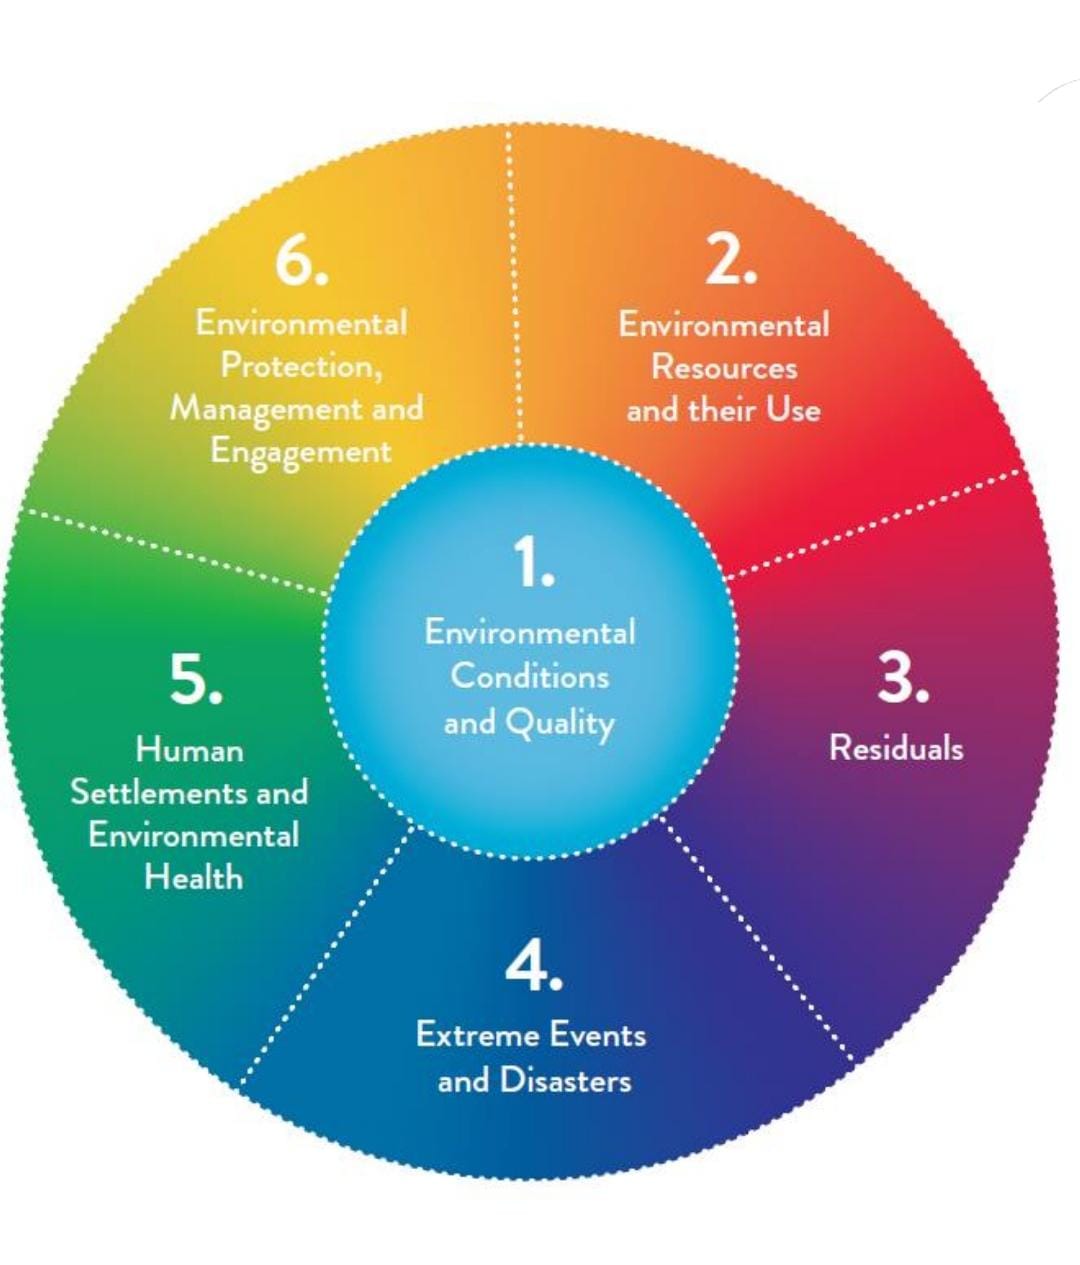 1.
Environmental
Conditions
and Quality
2.
Environmental
Resources
and their Use
3.
Residuals
4.
Extreme Events
and Disasters
5.
Human
Settlements and
Environmental
Health
6.
Environmental
Protection,
Management and
Engagement